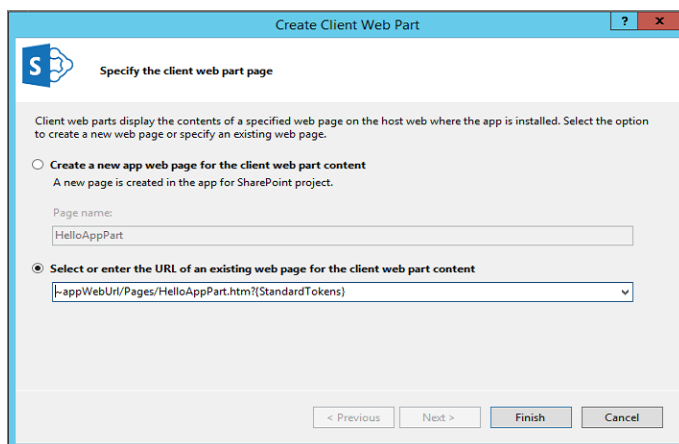 Create Client Web Part
? x
S
Specify the client web part page
Client web parts display the contents of a specified web page on the host web where the app is installed. Select the option
to create a new web page or specify an existing web page.
Create a new app web page for the client web part content
A new page is created in the app for SharePoint project.
Page name:
HelloAppPart
Select or enter the URL of an existing web page for the client web part content
~appWebUrl/Pages/HelloAppPart.htm?{StandardTokens}
< Previous Next > Finish Cancel